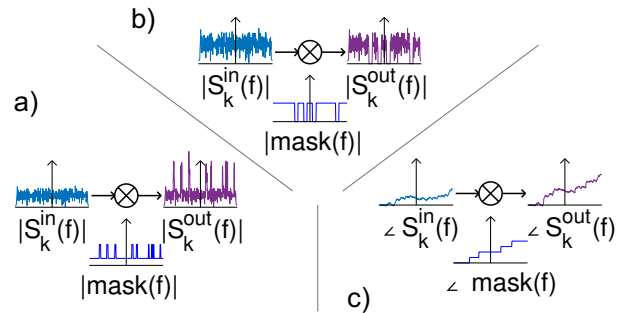 b)
|S_k^in(f)| |S_k^out(f)|
|mask(f)|
a)
|S_k^in(f)| |S_k^out(f)|
|mask(f)|
∠ S_k^in(f) ∠ S_k^out(f)
∠ mask(f)
c)